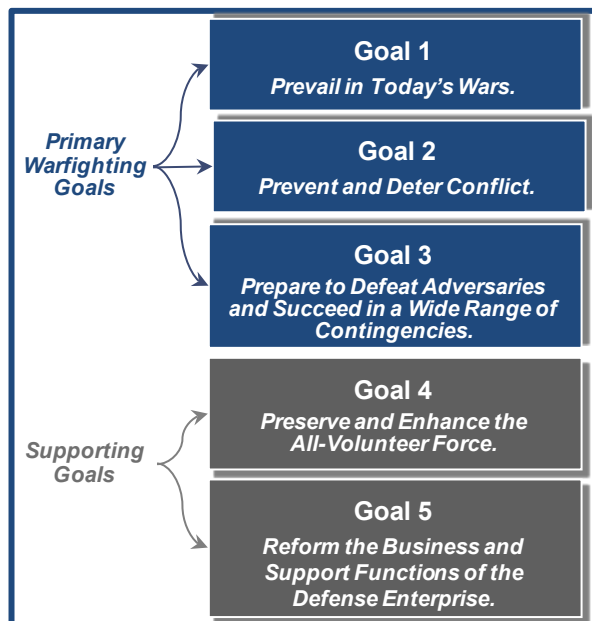 Goal 1
Prevail in Today's Wars.
Primary
Warfighting
Goals
Goal 2
Prevent and Deter Conflict.
Goal 3
Prepare to Defeat Adversaries
and Succeed in a Wide Range of
Contingencies.
Goal 4
Preserve and Enhance the
All-Volunteer Force.
Supporting
Goals
Goal 5
Reform the Business and
Support Functions of the
Defense Enterprise.